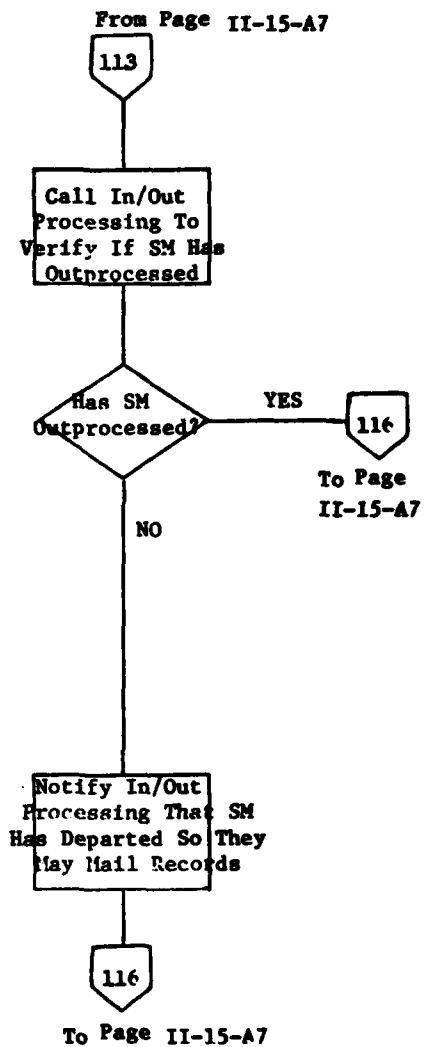 From Page II-15-A7
113
Call In/Out
Processing To
Verify If SM Has
Outprocessed
Has SM
Outprocessed?
YES
116
To Page
II-15-A7
NO
Notify In/Out
Processing That SM
Has Departed So They
May Mail Records
116
To Page II-15-A7